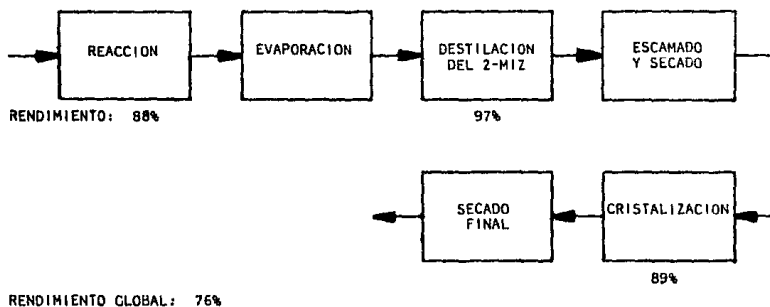 REACCION
EVAPORACION
DESTILACION
DEL 2-MIZ
ESCAMADO
Y SECADO
RENDIMIENTO: 88%
97%
SECADO
FINAL
CRISTALIZACION
89%
RENDIMIENTO GLOBAL: 76%